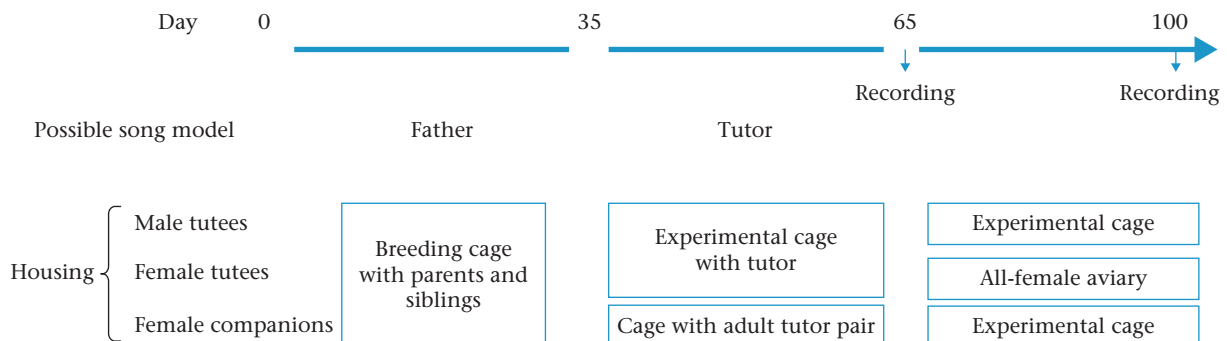 Day 0 35 65 100
Recording Recording
Possible song model Father Tutor
Male tutees
Female tutees
Female companions
Housing
Breeding cage
with parents and
siblings
Experimental cage
with tutor
Cage with adult tutor pair
Experimental cage
All-female aviary
Experimental cage